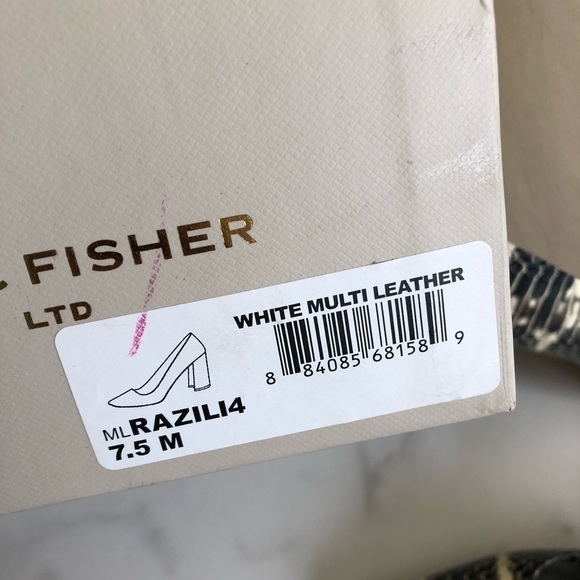 FISHER
LTD
WHITE MULTI LEATHER
8 84085 68158 9
MLRAZILI4
7.5 M